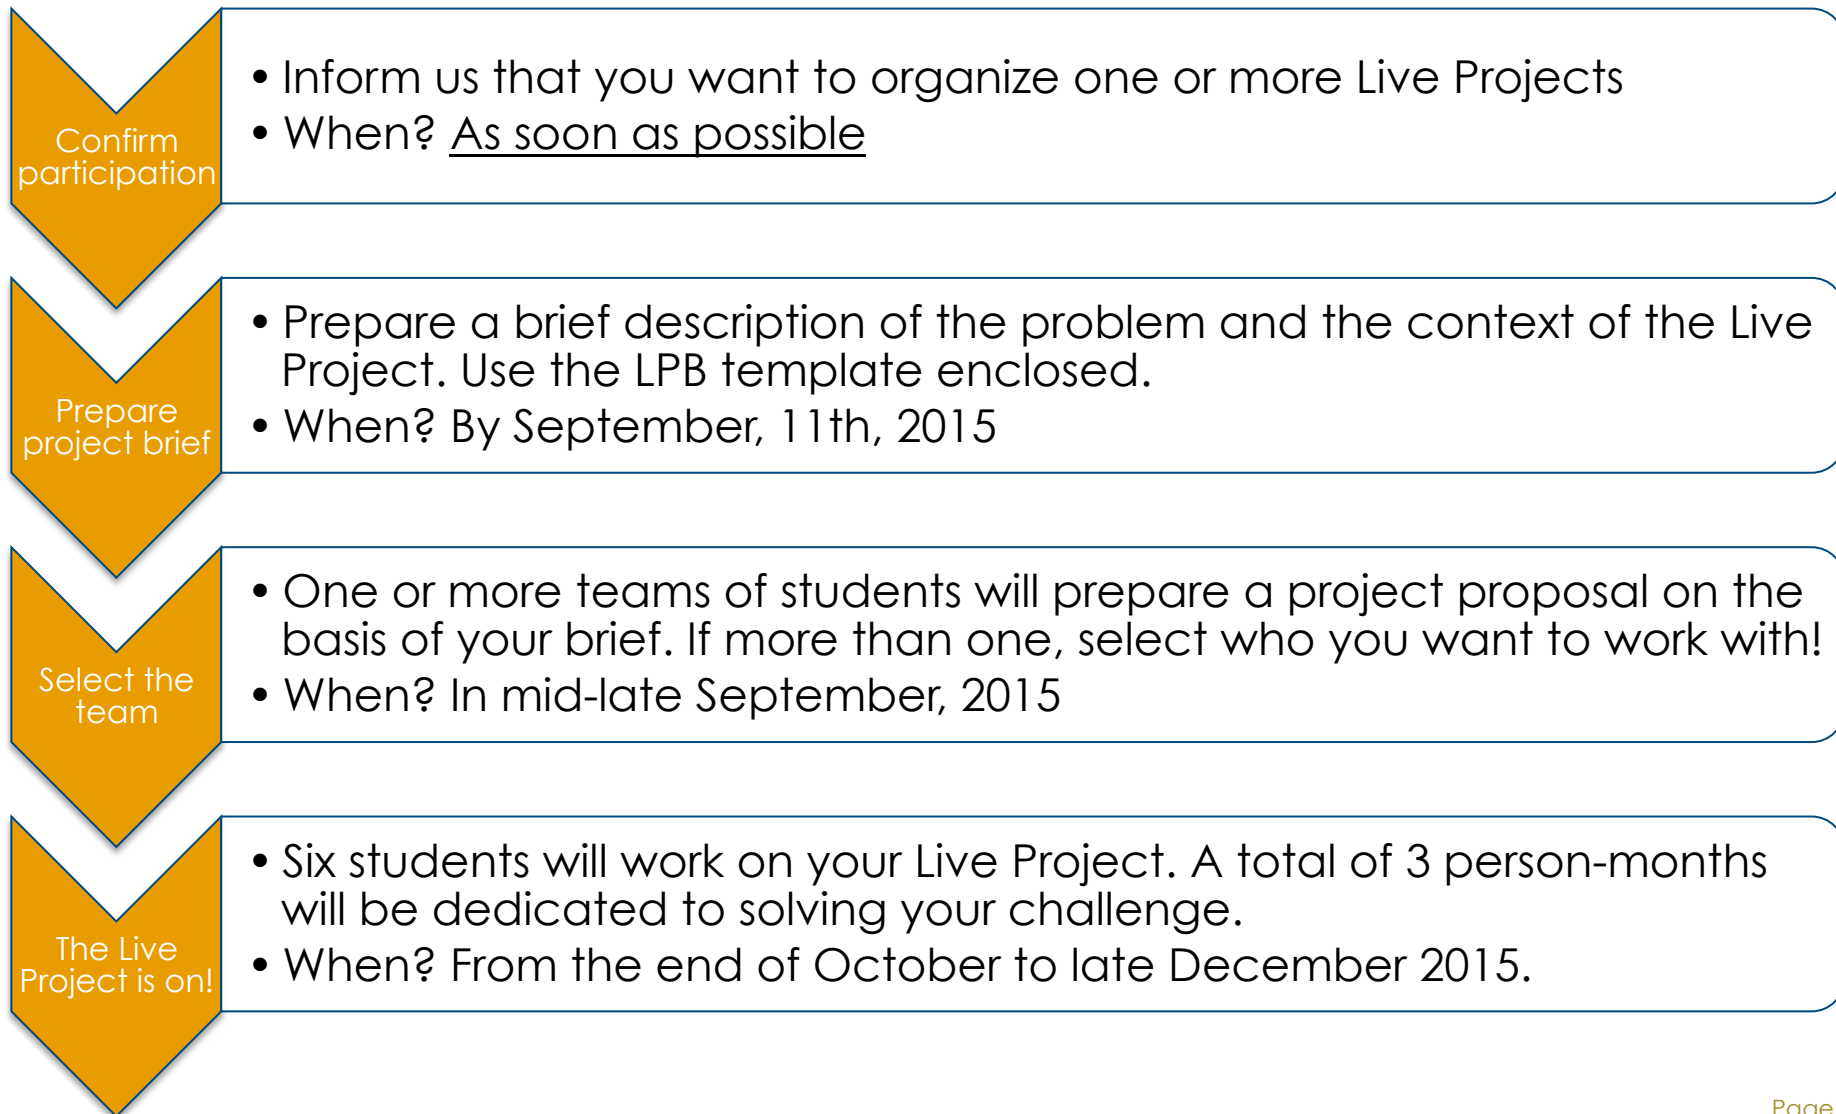 Confirm
participation
• Inform us that you want to organize one or more Live Projects
• When? As soon as possible
Prepare
project brief
• Prepare a brief description of the problem and the context of the Live
Project. Use the LPB template enclosed.
• When? By September, 11th, 2015
Select the
team
• One or more teams of students will prepare a project proposal on the
basis of your brief. If more than one, select who you want to work with!
• When? In mid-late September, 2015
The Live
Project is on!
• Six students will work on your Live Project. A total of 3 person-months
will be dedicated to solving your challenge.
• When? From the end of October to late December 2015.
Page